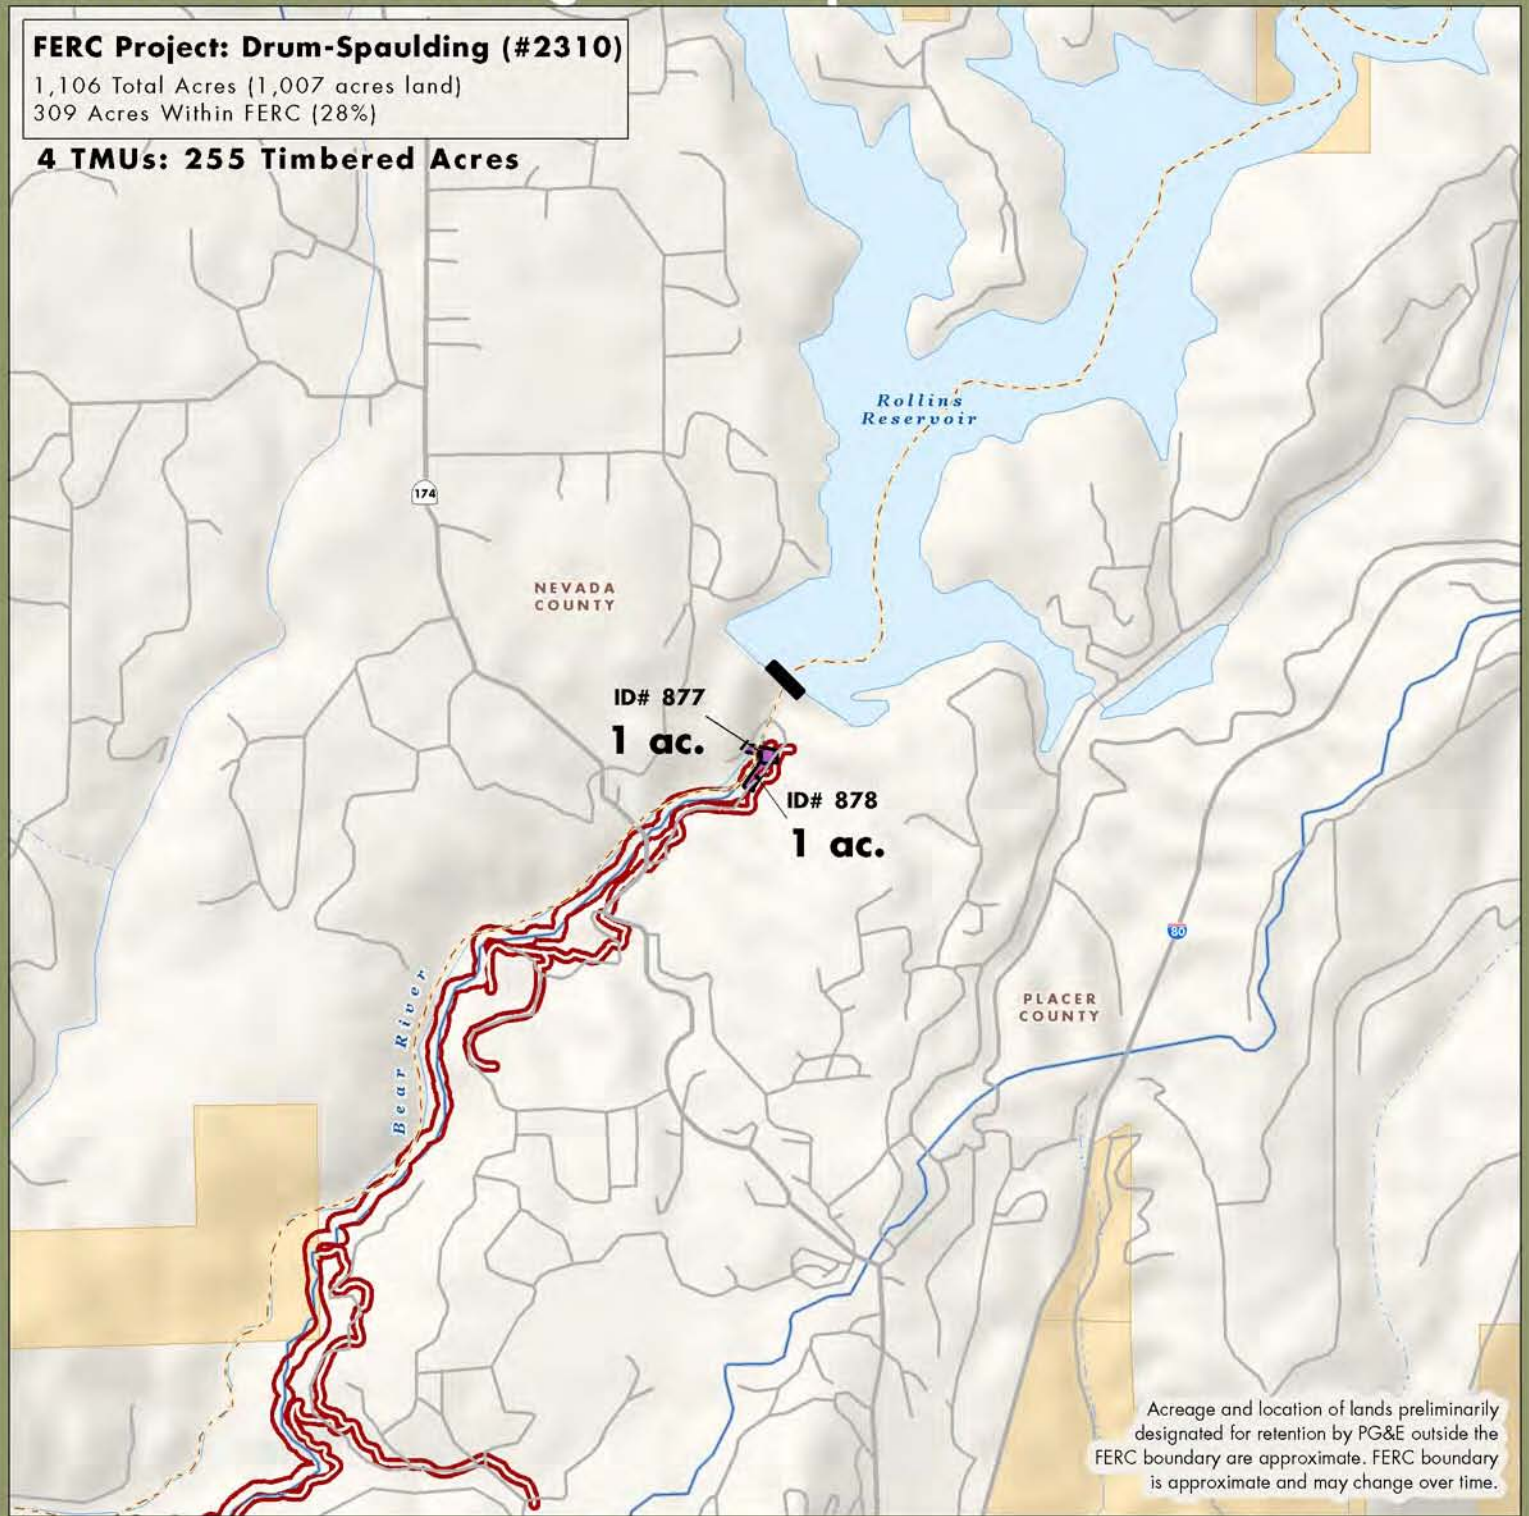 FERC Project: Drum-Spaulding (#2310)
1,106 Total Acres (1,007 acres land)
309 Acres Within FERC (28%)
4 TMUs: 255 Timbered Acres
Rollins
Reservoir
174
NEVADA
COUNTY
ID# 877
1 ac.
ID# 878
1 ac.
80
Bear River
PLACER
COUNTY
Acreage and location of lands preliminarily
designated for retention by PG&E outside the
FERC boundary are approximate. FERC boundary
is approximate and may change over time.